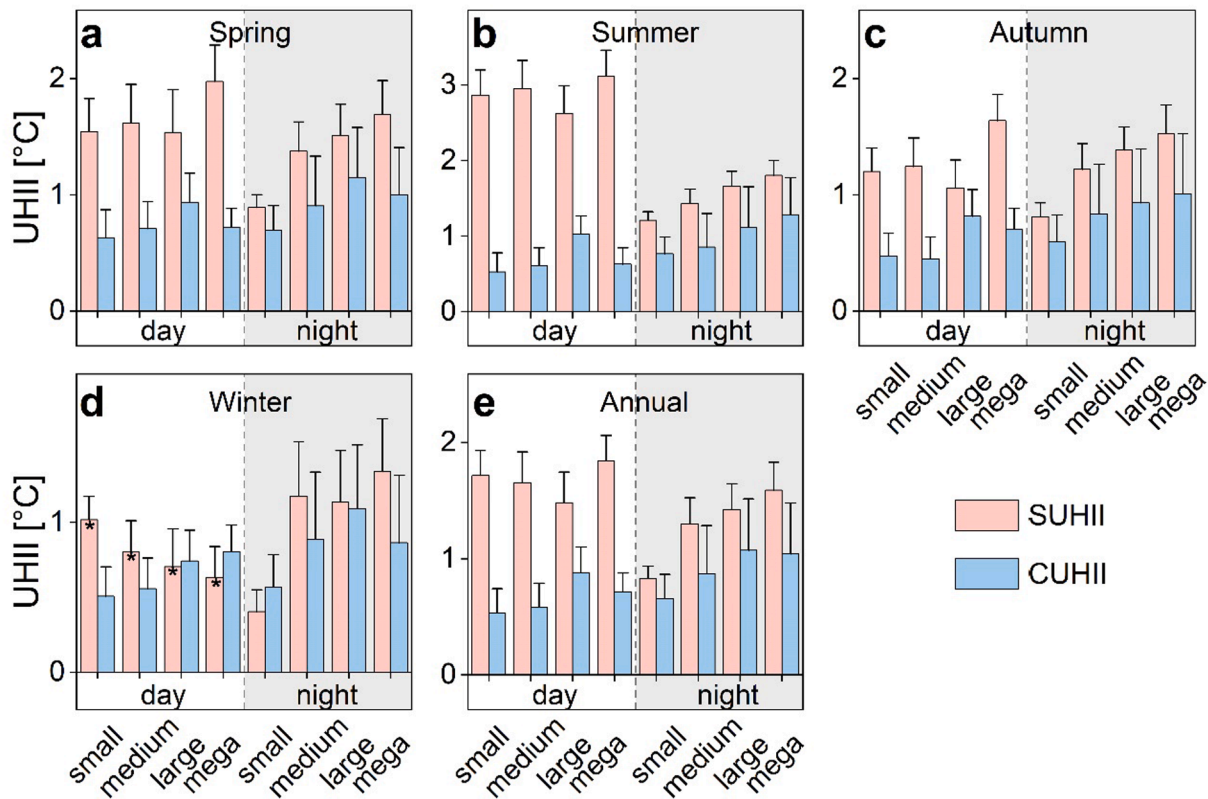 a Spring
b Summer
c Autumn
UHII [°C]
2
1
0
3
2
1
0
2
1
0
day night
day night
day night
small medium large mega small medium large mega
d Winter
e Annual
UHII [°C]
1
0
2
1
0
* * * *
day night
day night
SUHII
CUHII
small medium large mega small medium large mega
small medium large mega small medium large mega